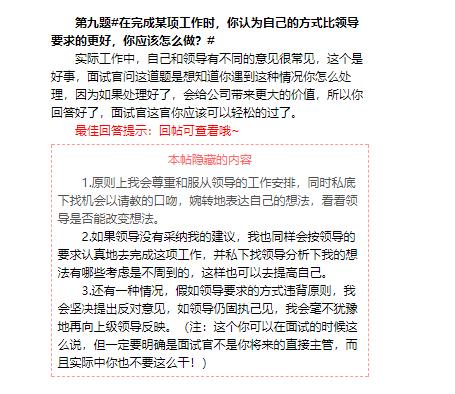 第九题#在完成某项工作时，你认为自己的方式比领导
要求的更好，你应该怎么做？#
实际工作中，自己和领导有不同的意见很常见，这个是
好事，面试官问这道题是想知道你遇到这种情况你怎么处
理，因为如果处理好了，会给公司带来更大的价值，所以你
回答好了，面试官这官你应该可以轻松的过了。
最佳回答提示：回帖可查看哦~
本帖隐藏的内容
1.原则上我会尊重和服从领导的工作安排，同时私底
下找机会以请教的口吻，婉转地表达自己的想法，看看领
导是否能改变想法。
2.如果领导没有采纳我的建议，我也同样会按领导的
要求认真地去完成这项工作，并私下找领导分析下我的想
法有哪些考虑是不周到的，这样也可以去提高自己。
3.还有一种情况，假如领导要求的方式违背原则，我
会坚决提出反对意见，如领导仍固执己见，我会毫不犹豫
地再向上级领导反映。（注：这个你可以在面试的时候这
么说，但一定要明确是面试官不是你将来的直接主管，而
且实际中你也不要这么干！）